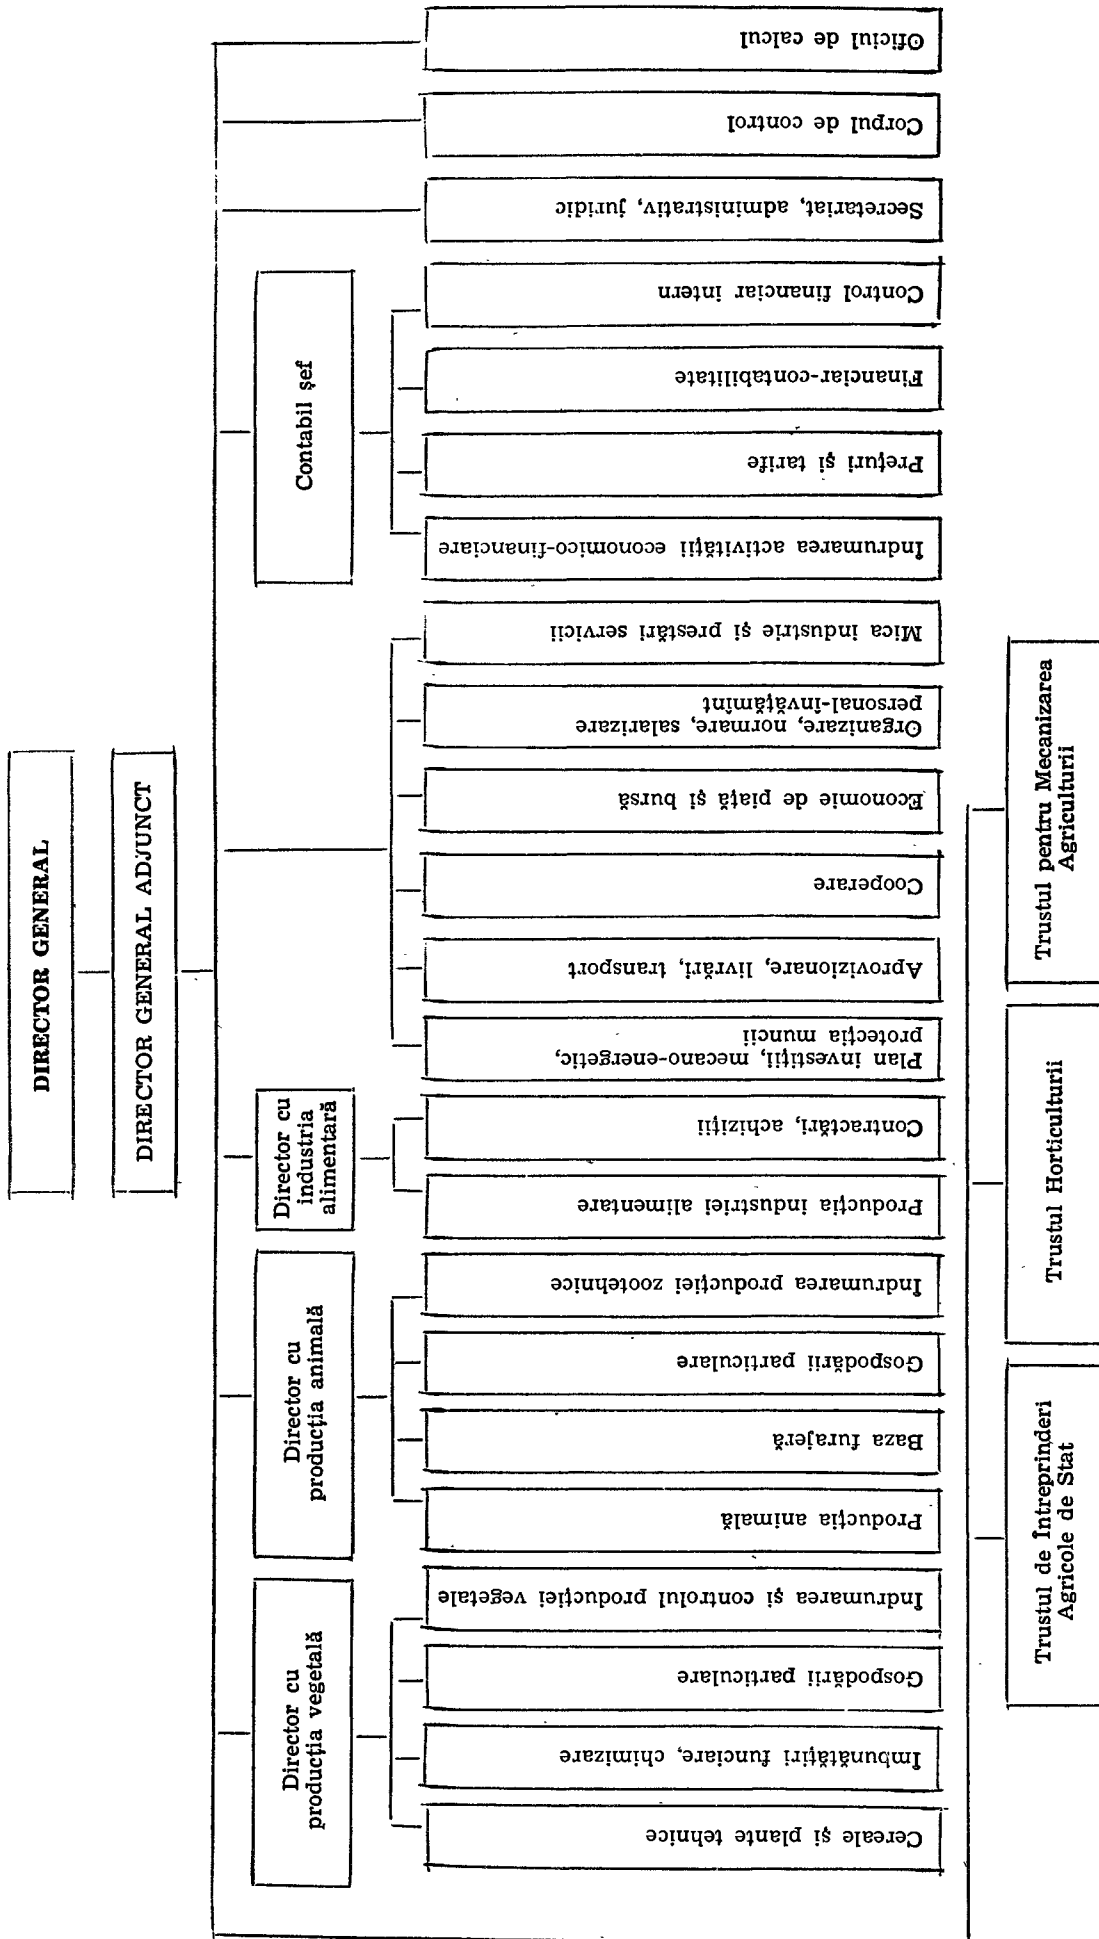 DIRECTOR GENERAL
DIRECTOR GENERAL ADJUNCT
Director cu
producția vegetală
Director cu
producția animală
Director cu
industria
alimentară
Contabil șef
Cereale și plante tehnice
Imbunătățiri funciare, chimizare
Gospodării particulare
Indrumarea și controlul producției vegetale
Producția animală
Baza furajeră
Gospodării particulare
Indrumarea producției zootehnice
Producția industriei alimentare
Contractări, achiziții
Plan investiții, mecano-energetic,
protecția muncii
Aprovizionare, livrări, transport
Cooperare
Economie de piață și bursă
Organizare, normare, salarizare
personal-învățămînt
Mica industrie și prestări servicii
Indrumarea activității economico-financiare
Prețuri și tarife
Financiar-contabilitate
Control financiar intern
Secretariat, administrativ, juridic
Corpul de control
Oficiul de calcul
Trustul de Întreprinderi
Agricole de Stat
Trustul Horticulturii
Trustul pentru Mecanizarea
Agriculturii